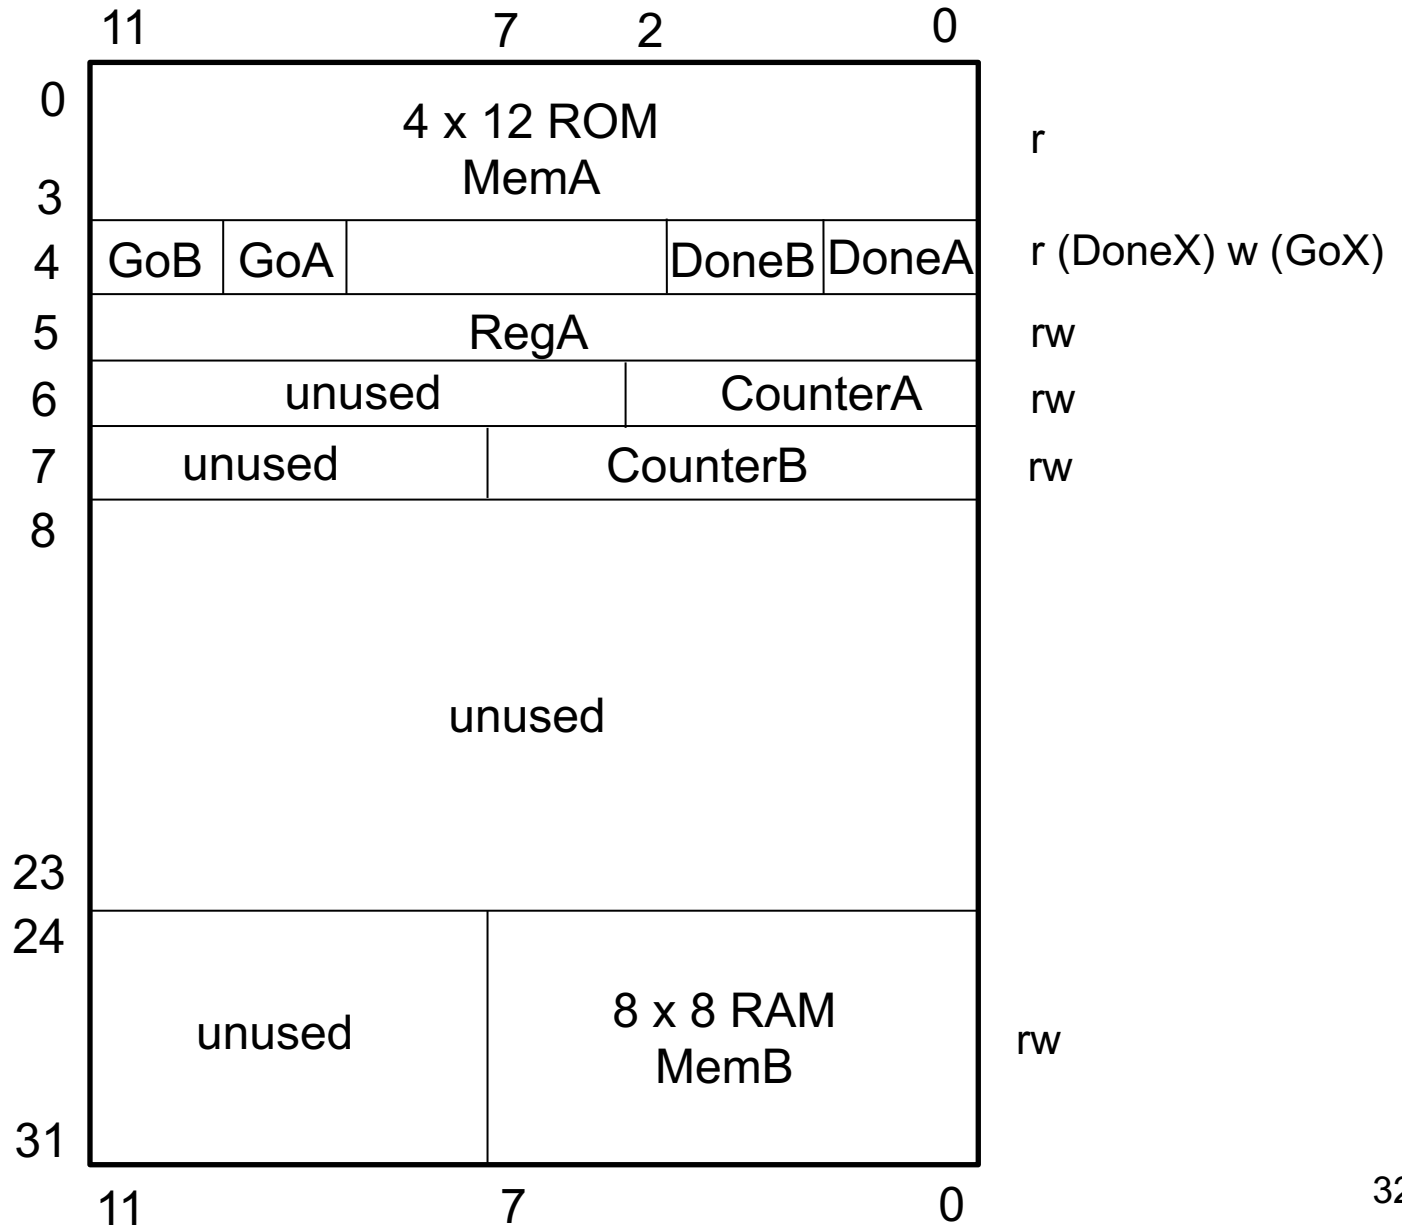 11 7 2 0
0
4 x 12 ROM
r
MemA
3
4 GoB GoA DoneB DoneA r (DoneX) w (GoX)
5 RegA rw
6 unused CounterA rw
7 unused CounterB rw
8
unused
23
24
8 x 8 RAM
unused rw
MemB
31
11 7 0
32